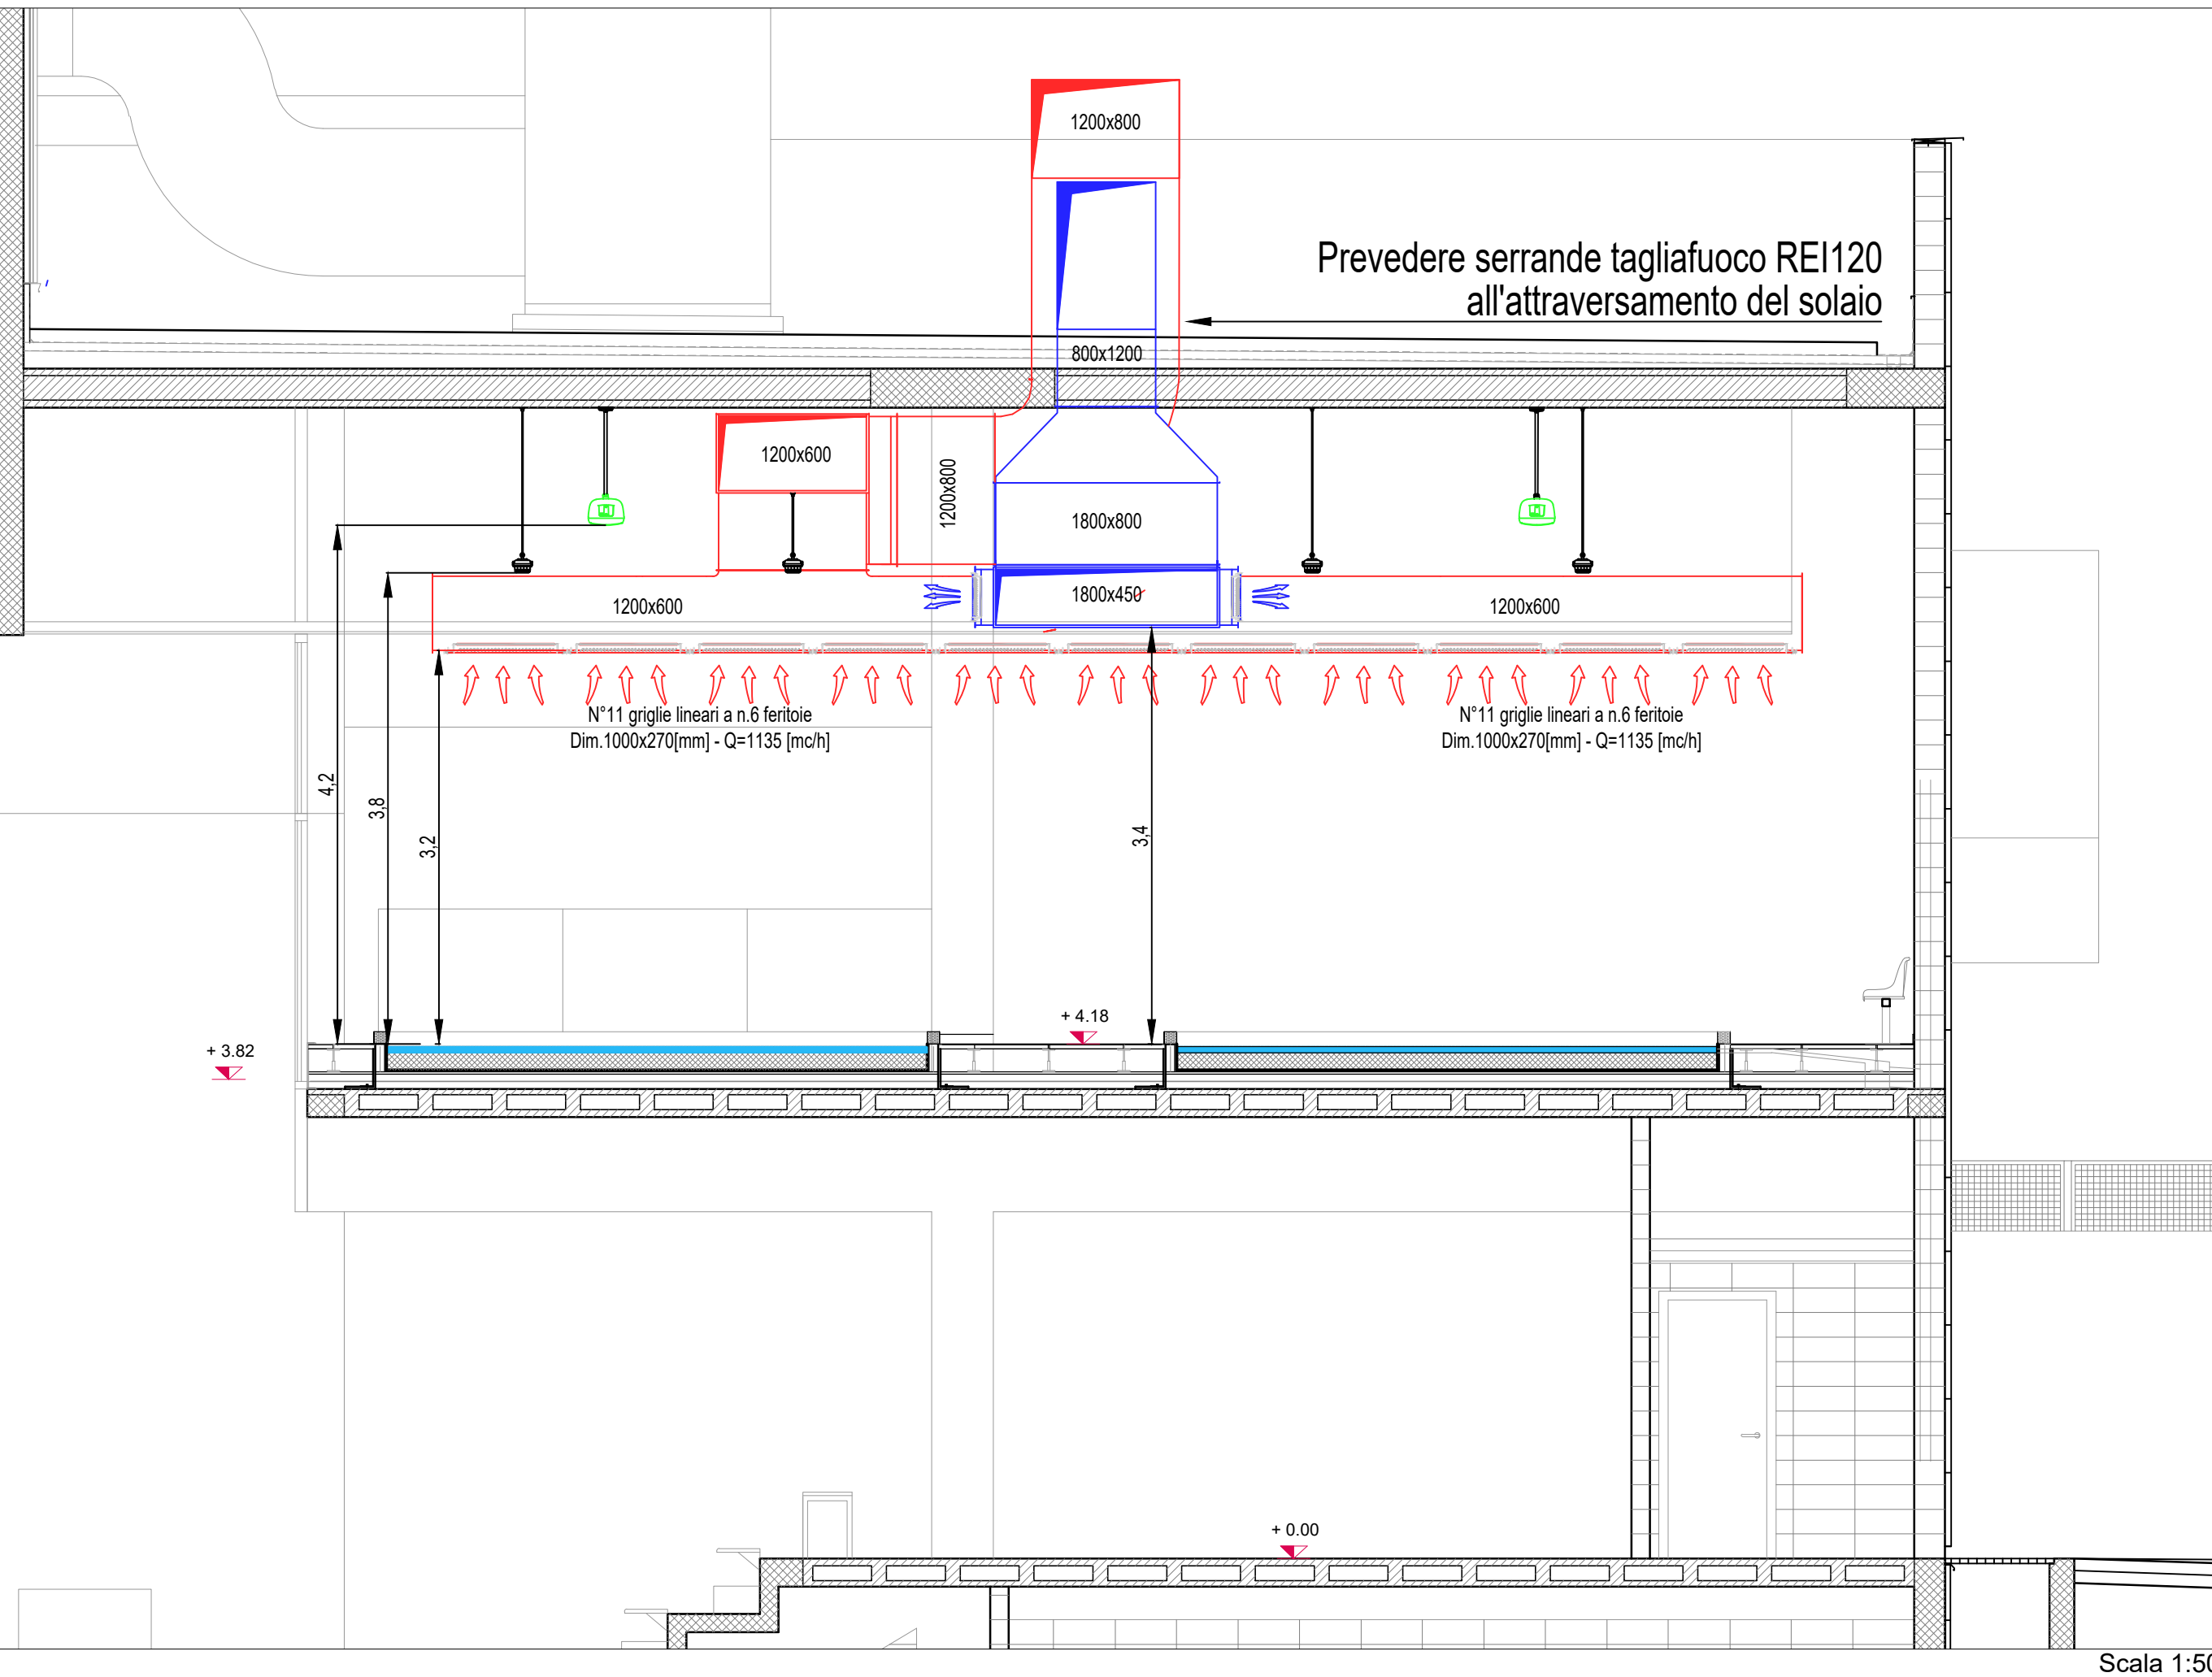 1200x800
Prevedere serrande tagliafuoco REI120
all'attraversamento del solaio
800x1200
1200x600
1200x800
1800x800
1800x450
1200x600
1200x600
N°11 griglie lineari a n.6 feritoie
Dim.1000x270[mm] - Q=1135 [mc/h]
N°11 griglie lineari a n.6 feritoie
Dim.1000x270[mm] - Q=1135 [mc/h]
4,2
3,8
3,2
3,4
+ 4.18
+ 3.82
+ 0.00
Scala 1:50